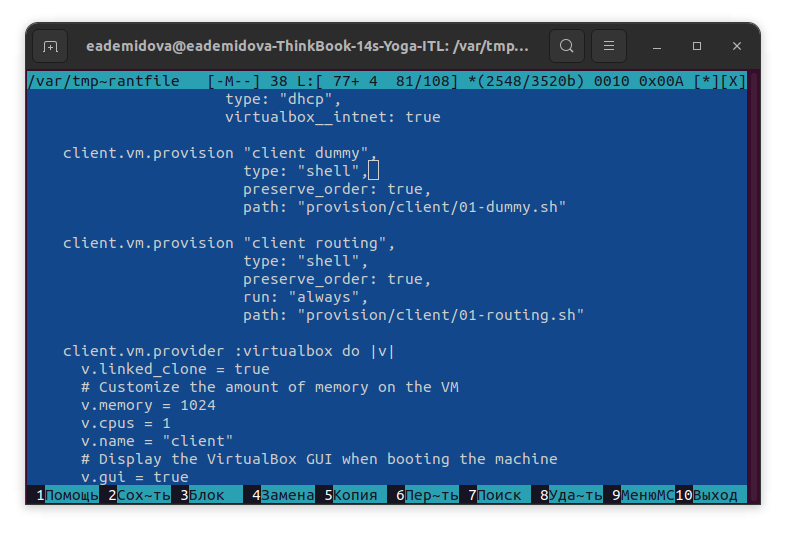 eademidova@eademidova-ThinkBook-14s-Yoga-ITL: /var/tmp...
/var/tmp~rantfile   [-M--] 38 L:[ 77+ 4  81/108] *(2548/3520b) 0010 0x00A [*][X]
                      type: "dhcp",
                      virtualbox__intnet: true

    client.vm.provision "client dummy",
                        type: "shell",
                        preserve_order: true,
                        path: "provision/client/01-dummy.sh"

    client.vm.provision "client routing",
                        type: "shell",
                        preserve_order: true,
                        run: "always",
                        path: "provision/client/01-routing.sh"

    client.vm.provider :virtualbox do |v|
      v.linked_clone = true
      # Customize the amount of memory on the VM
      v.memory = 1024
      v.cpus = 1
      v.name = "client"
      # Display the VirtualBox GUI when booting the machine
      v.gui = true
 1Помощь 2Сох~ть 3Блок   4Замена 5Копия  6Пер~ть 7Поиск  8Уда~ть 9МенюMC10Выход